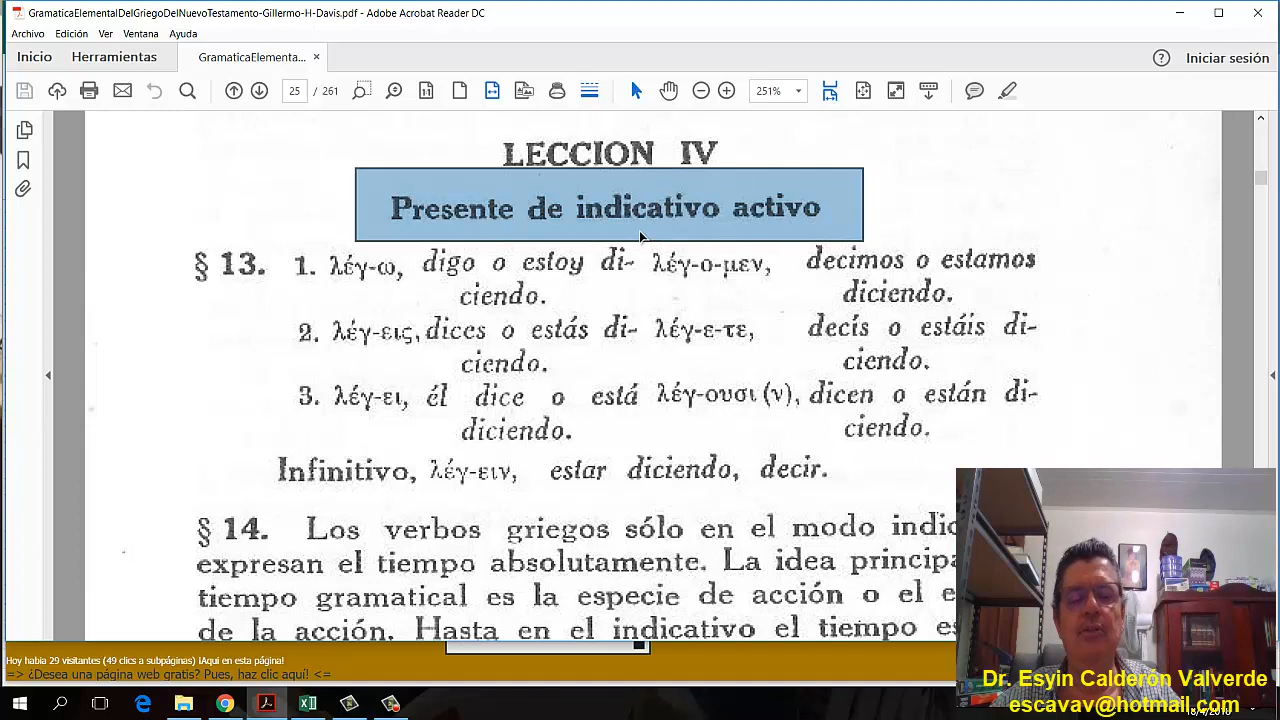 GramaticaElementalDelGriegoDelNuevoTestamento-Gillermo-H-Davis.pdf - Adobe Acrobat Reader DC
Archivo Edición Ver Ventana Ayuda
Inicio Herramientas GramaticaElementa... × Iniciar sesión
25 / 261 251%
LECCION IV
Presente de indicativo activo
§ 13. 1. λέγ-ω, digo o estoy di- λέγ-ο-μεν, decimos o estamos
ciendo. diciendo.
2. λέγ-εις, dices o estás di- λέγ-ε-τε, decís o estáis di-
ciendo. ciendo.
3. λέγ-ει, él dice o está λέγ-ουσι (ν), dicen o están di-
diciendo. ciendo.
Infinitivo, λέγ-ειν, estar diciendo, decir.
§ 14. Los verbos griegos sólo en el modo indic
expresan el tiempo absolutamente. La idea principa
tiempo gramatical es la especie de acción o el e
de la acción. Hasta en el indicativo el tiempo es
Hoy habia 29 visitantes (49 clics a subpáginas) ¡Aqui en esta página!
=> ¿Desea una página web gratis? Pues, haz clic aquí! <=
Dr. Esyin Calderón Valverde
escavav@hotmail.com